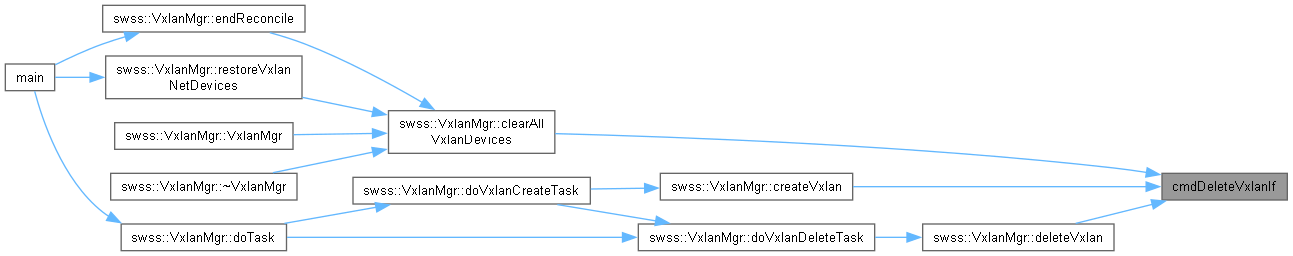 swss::VxlanMgr::endReconcile
main
swss::VxlanMgr::restoreVxlan
NetDevices
swss::VxlanMgr::clearAll
VxlanDevices
swss::VxlanMgr::VxlanMgr
swss::VxlanMgr::~VxlanMgr
swss::VxlanMgr::doVxlanCreateTask
swss::VxlanMgr::createVxlan
cmdDeleteVxlanIf
swss::VxlanMgr::doTask
swss::VxlanMgr::doVxlanDeleteTask
swss::VxlanMgr::deleteVxlan